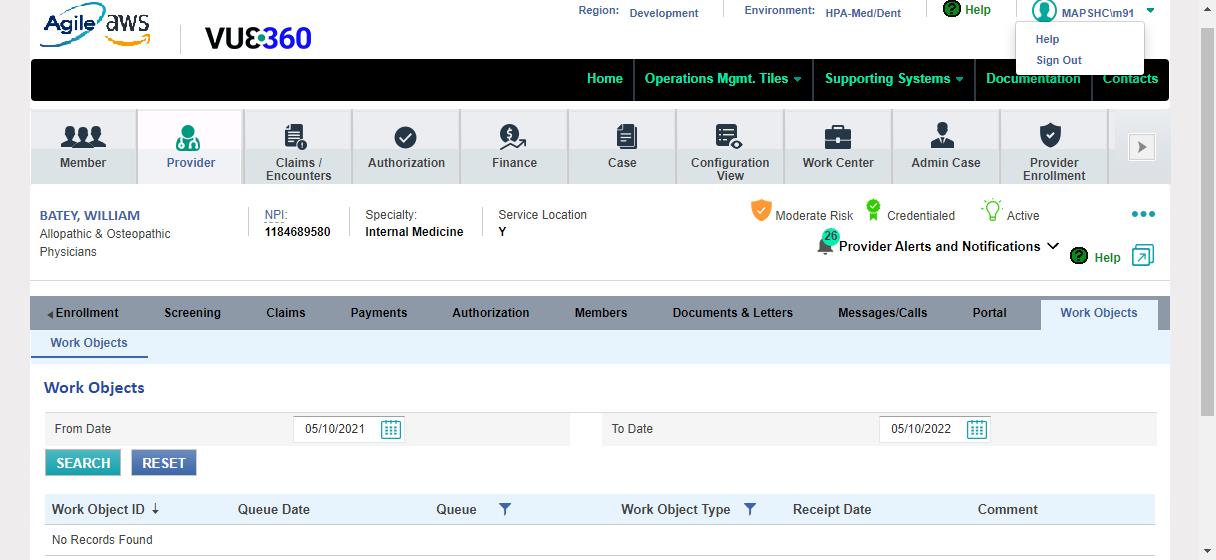 Agile aws
VUE360
Region: Development
Environment: HPA-Med/Dent
Help
MAPSHC\m91
Help
Sign Out
Home
Operations Mgmt. Tiles
Supporting Systems
Documentation
Contacts
Member
Provider
Claims /
Encounters
Authorization
Finance
Case
Configuration
View
Work Center
Admin Case
Provider
Enrollment
BATEY, WILLIAM
Allopathic & Osteopathic
Physicians
NPI:
1184689580
Specialty:
Internal Medicine
Service Location
Y
Moderate Risk
Credentialed
Active
26
Provider Alerts and Notifications
Help
Enrollment
Screening
Claims
Payments
Authorization
Members
Documents & Letters
Messages/Calls
Portal
Work Objects
Work Objects
Work Objects
From Date 05/10/2021
To Date 05/10/2022
SEARCH
RESET
Work Object ID
Queue Date
Queue
Work Object Type
Receipt Date
Comment
No Records Found